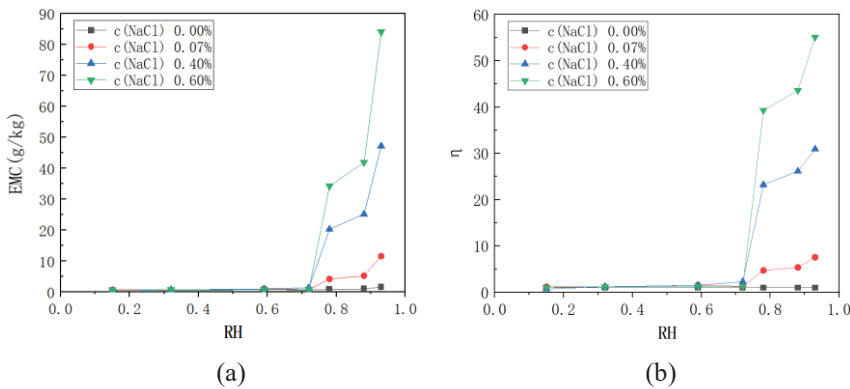 90
80
70
60
50
40
30
20
10
0
EMC(g/kg)
c(NaCl) 0.00%
c(NaCl) 0.07%
c(NaCl) 0.40%
c(NaCl) 0.60%
0.0 0.2 0.4 0.6 0.8 1.0
RH
(a)
60
50
40
30
20
10
0
η
c(NaCl) 0.00%
c(NaCl) 0.07%
c(NaCl) 0.40%
c(NaCl) 0.60%
0.0 0.2 0.4 0.6 0.8 1.0
RH
(b)